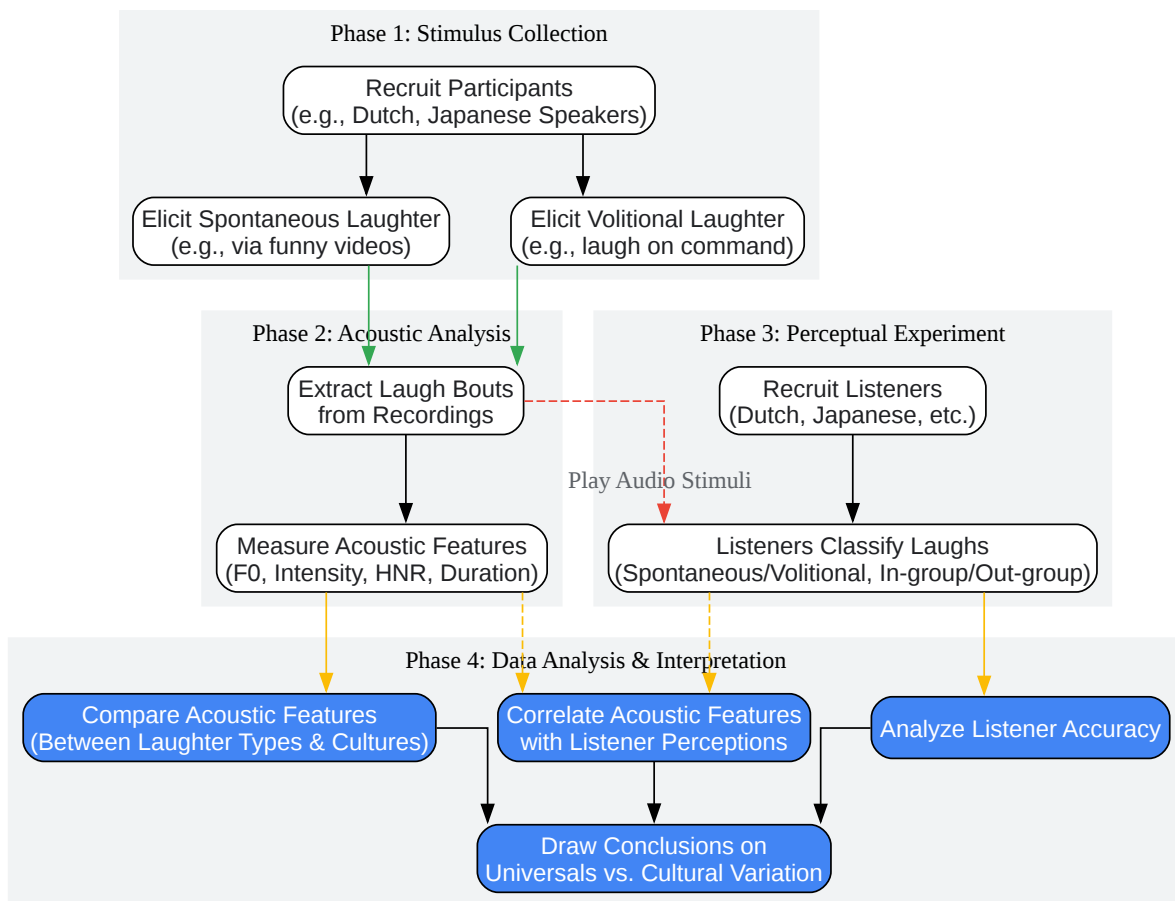 Phase 1: Stimulus Collection
Recruit Participants
(e.g., Dutch, Japanese Speakers)
Elicit Spontaneous Laughter
(e.g., via funny videos)
Elicit Volitional Laughter
(e.g., laugh on command)
Phase 2: Acoustic Analysis
Extract Laugh Bouts
from Recordings
Measure Acoustic Features
(F0, Intensity, HNR, Duration)
Phase 3: Perceptual Experiment
Recruit Listeners
(Dutch, Japanese, etc.)
Play Audio Stimuli
Listeners Classify Laughs
(Spontaneous/Volitional, In-group/Out-group)
Phase 4: Data Analysis & Interpretation
Compare Acoustic Features
(Between Laughter Types & Cultures)
Correlate Acoustic Features
with Listener Perceptions
Analyze Listener Accuracy
Draw Conclusions on
Universals vs. Cultural Variation